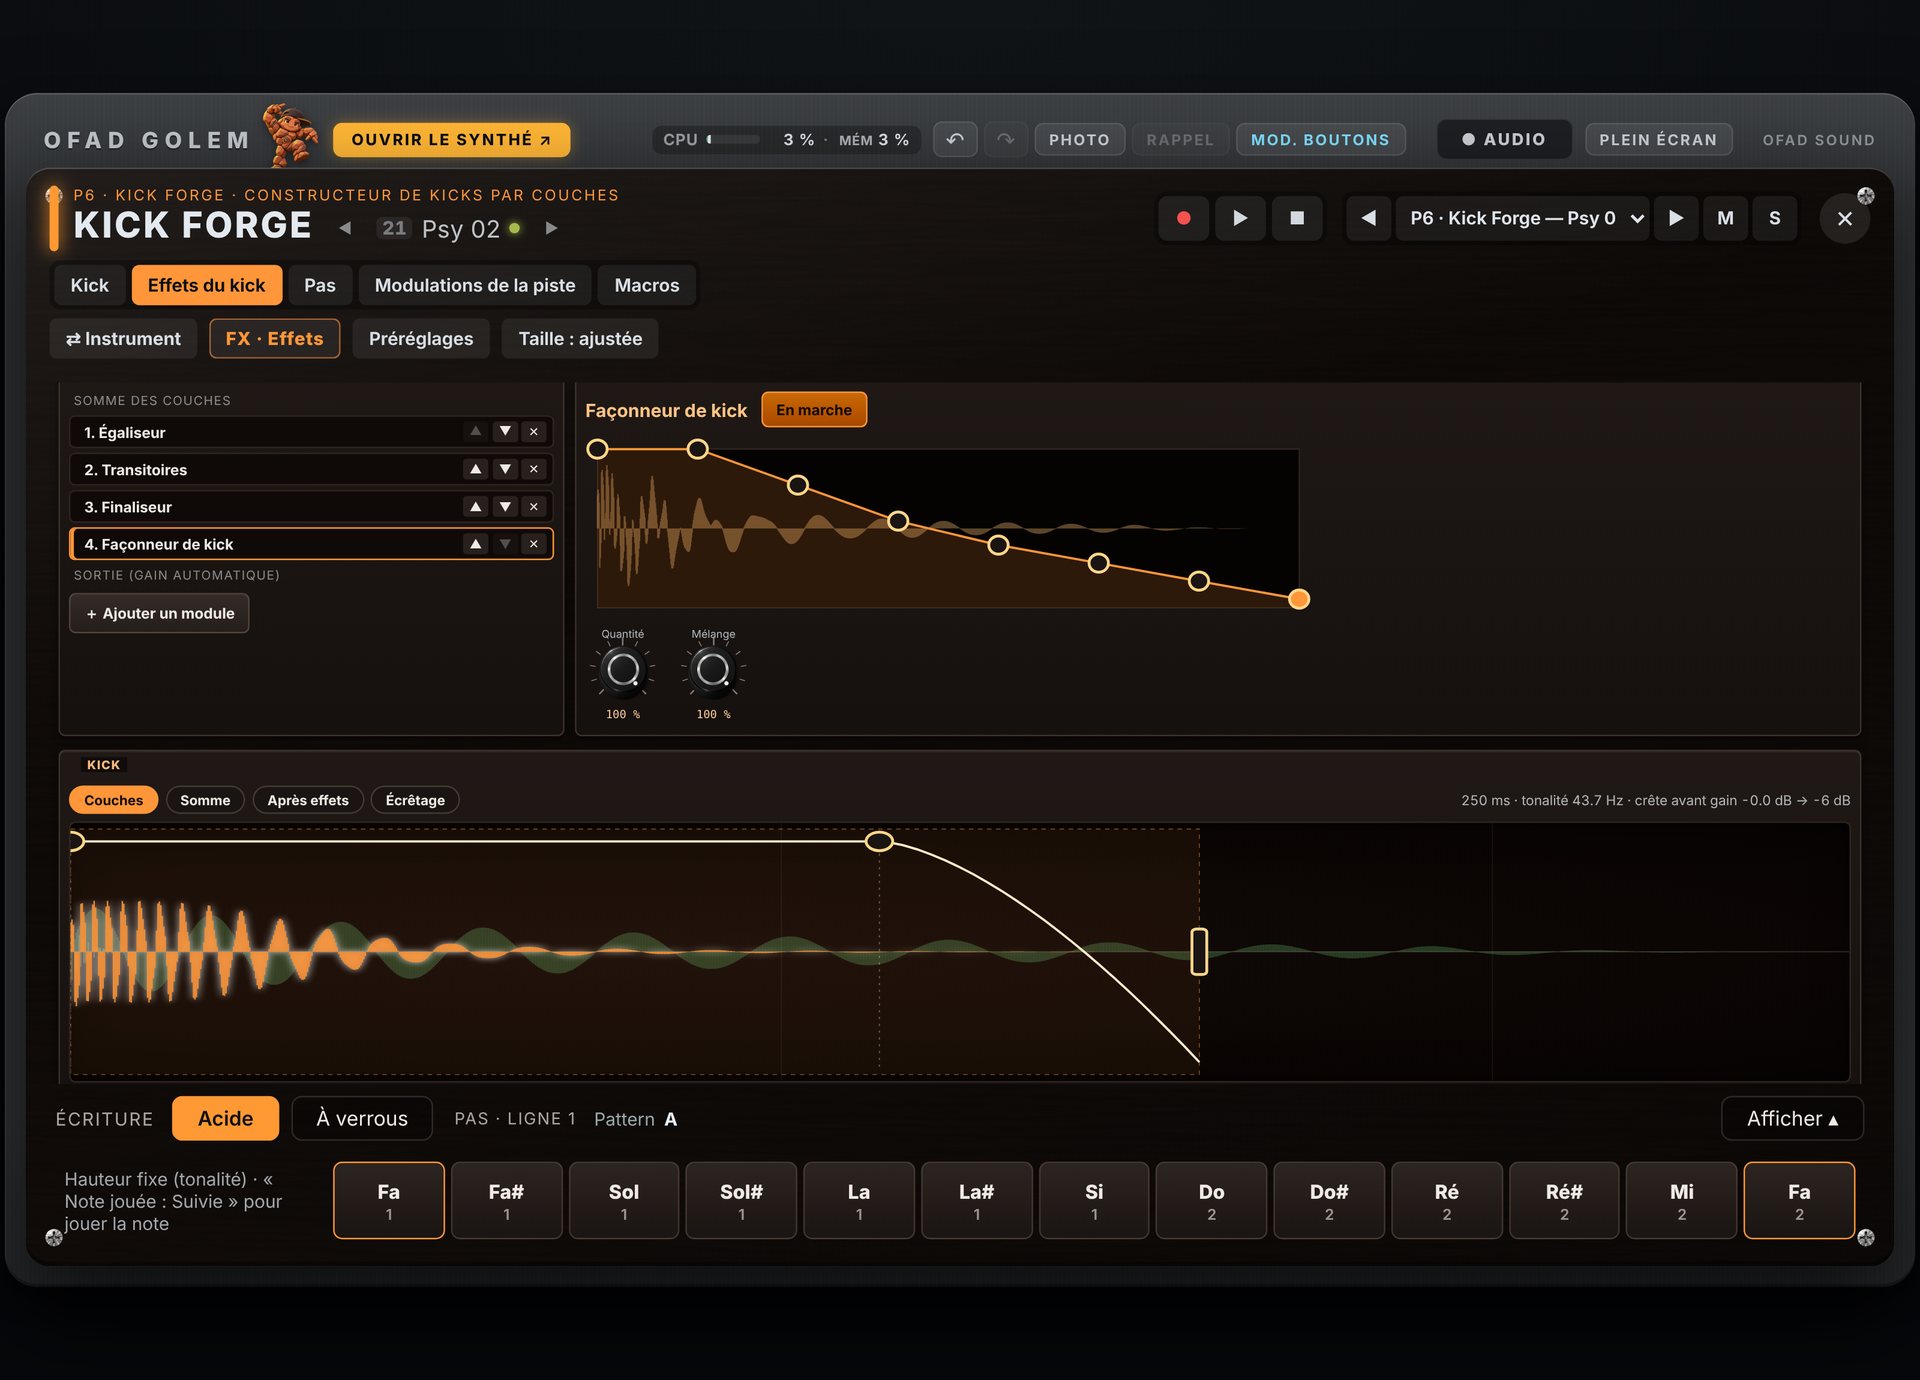 OFAD GOLEM
OUVRIR LE SYNTHÉ ↗
CPU 3 % · MÉM 3 %
↶
↷
PHOTO
RAPPEL
MOD. BOUTONS
AUDIO
PLEIN ÉCRAN
OFAD SOUND
P6 · KICK FORGE · CONSTRUCTEUR DE KICKS PAR COUCHES
KICK FORGE
21 Psy 02
P6 · Kick Forge — Psy 0
M
S
×
Kick
Effets du kick
Pas
Modulations de la piste
Macros
⇄ Instrument
FX · Effets
Préréglages
Taille : ajustée
SOMME DES COUCHES
1. Égaliseur ▲ ▼ ×
2. Transitoires ▲ ▼ ×
3. Finaliseur ▲ ▼ ×
4. Façonneur de kick ▲ ▼ ×
SORTIE (GAIN AUTOMATIQUE)
+ Ajouter un module
Façonneur de kick
En marche
Quantité
100 %
Mélange
100 %
KICK
Couches
Somme
Après effets
Écrêtage
250 ms · tonalité 43.7 Hz · crête avant gain -0.0 dB → -6 dB
ÉCRITURE
Acide
À verrous
PAS · LIGNE 1
Pattern A
Afficher ▴
Hauteur fixe (tonalité) · «
Note jouée : Suivie » pour
jouer la note
Fa
1
Fa#
1
Sol
1
Sol#
1
La
1
La#
1
Si
1
Do
2
Do#
2
Ré
2
Ré#
2
Mi
2
Fa
2